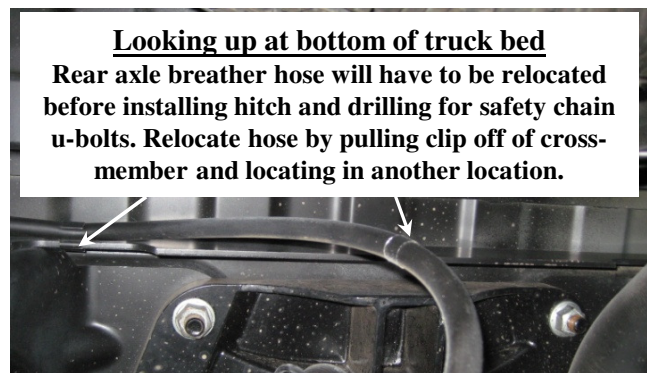 Looking up at bottom of truck bed
Rear axle breather hose will have to be relocated
before installing hitch and drilling for safety chain
u-bolts. Relocate hose by pulling clip off of cross-
member and locating in another location.